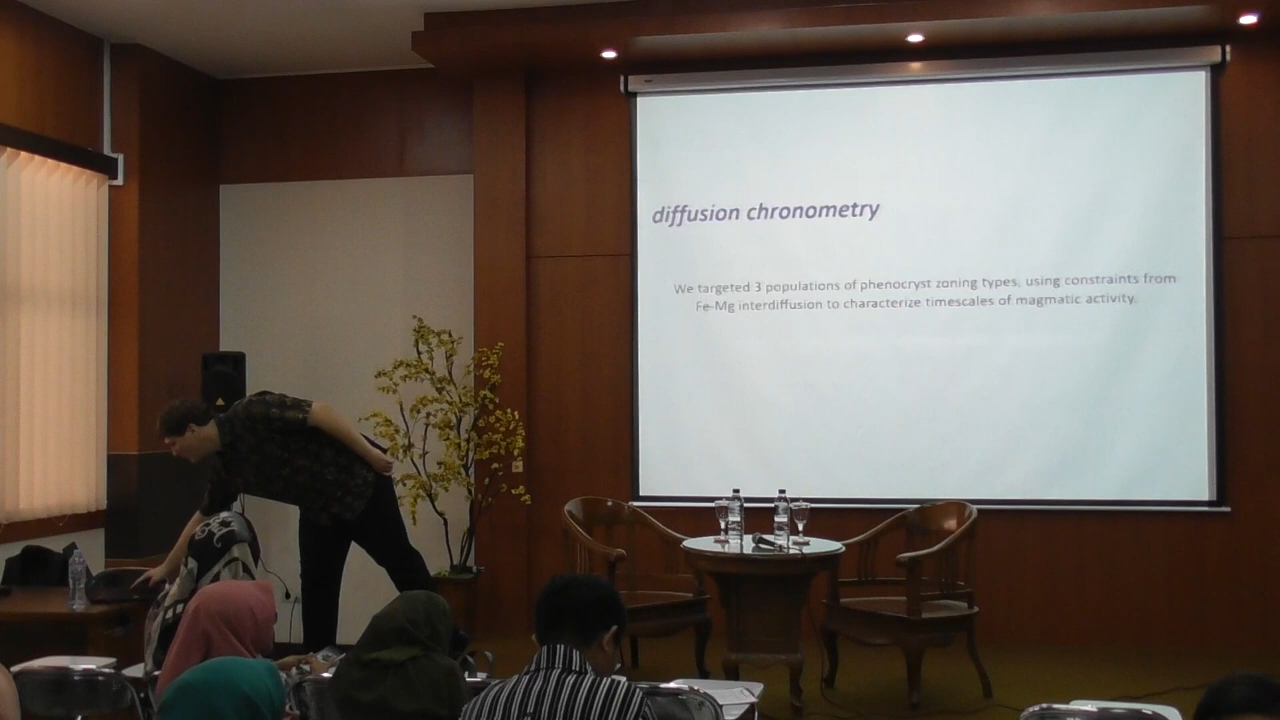 diffusion chronometry
We targeted 3 populations of phenocryst zoning types, using constraints from
Fe-Mg interdiffusion to characterize timescales of magmatic activity.